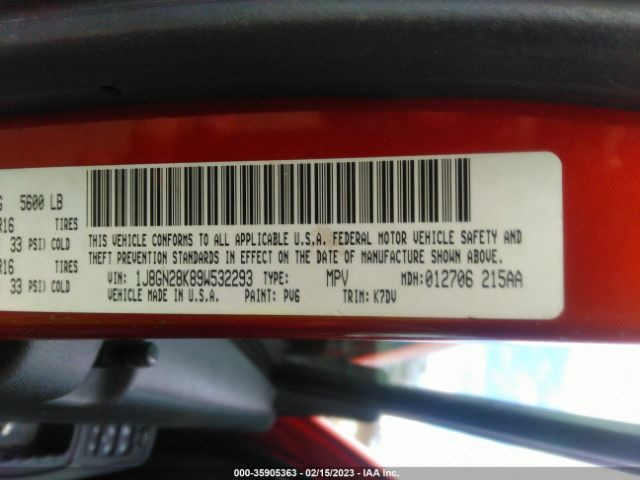 G 5600 LB
R16 TIRES
33 PSI) COLD
R16 TIRES
33 PSI) COLD
THIS VEHICLE CONFORMS TO ALL APPLICABLE U.S.A. FEDERAL MOTOR VEHICLE SAFETY AND
THEFT PREVENTION STANDARDS IN EFFECT ON THE DATE OF MANUFACTURE SHOWN ABOVE.
VIN: 1J8GN28K89W532293 TYPE: MPV MDH: 012706 215AA
VEHICLE MADE IN U.S.A. PAINT: PV6 TRIM: K7DV
000-35905363 - 02/15/2023 - IAA Inc.